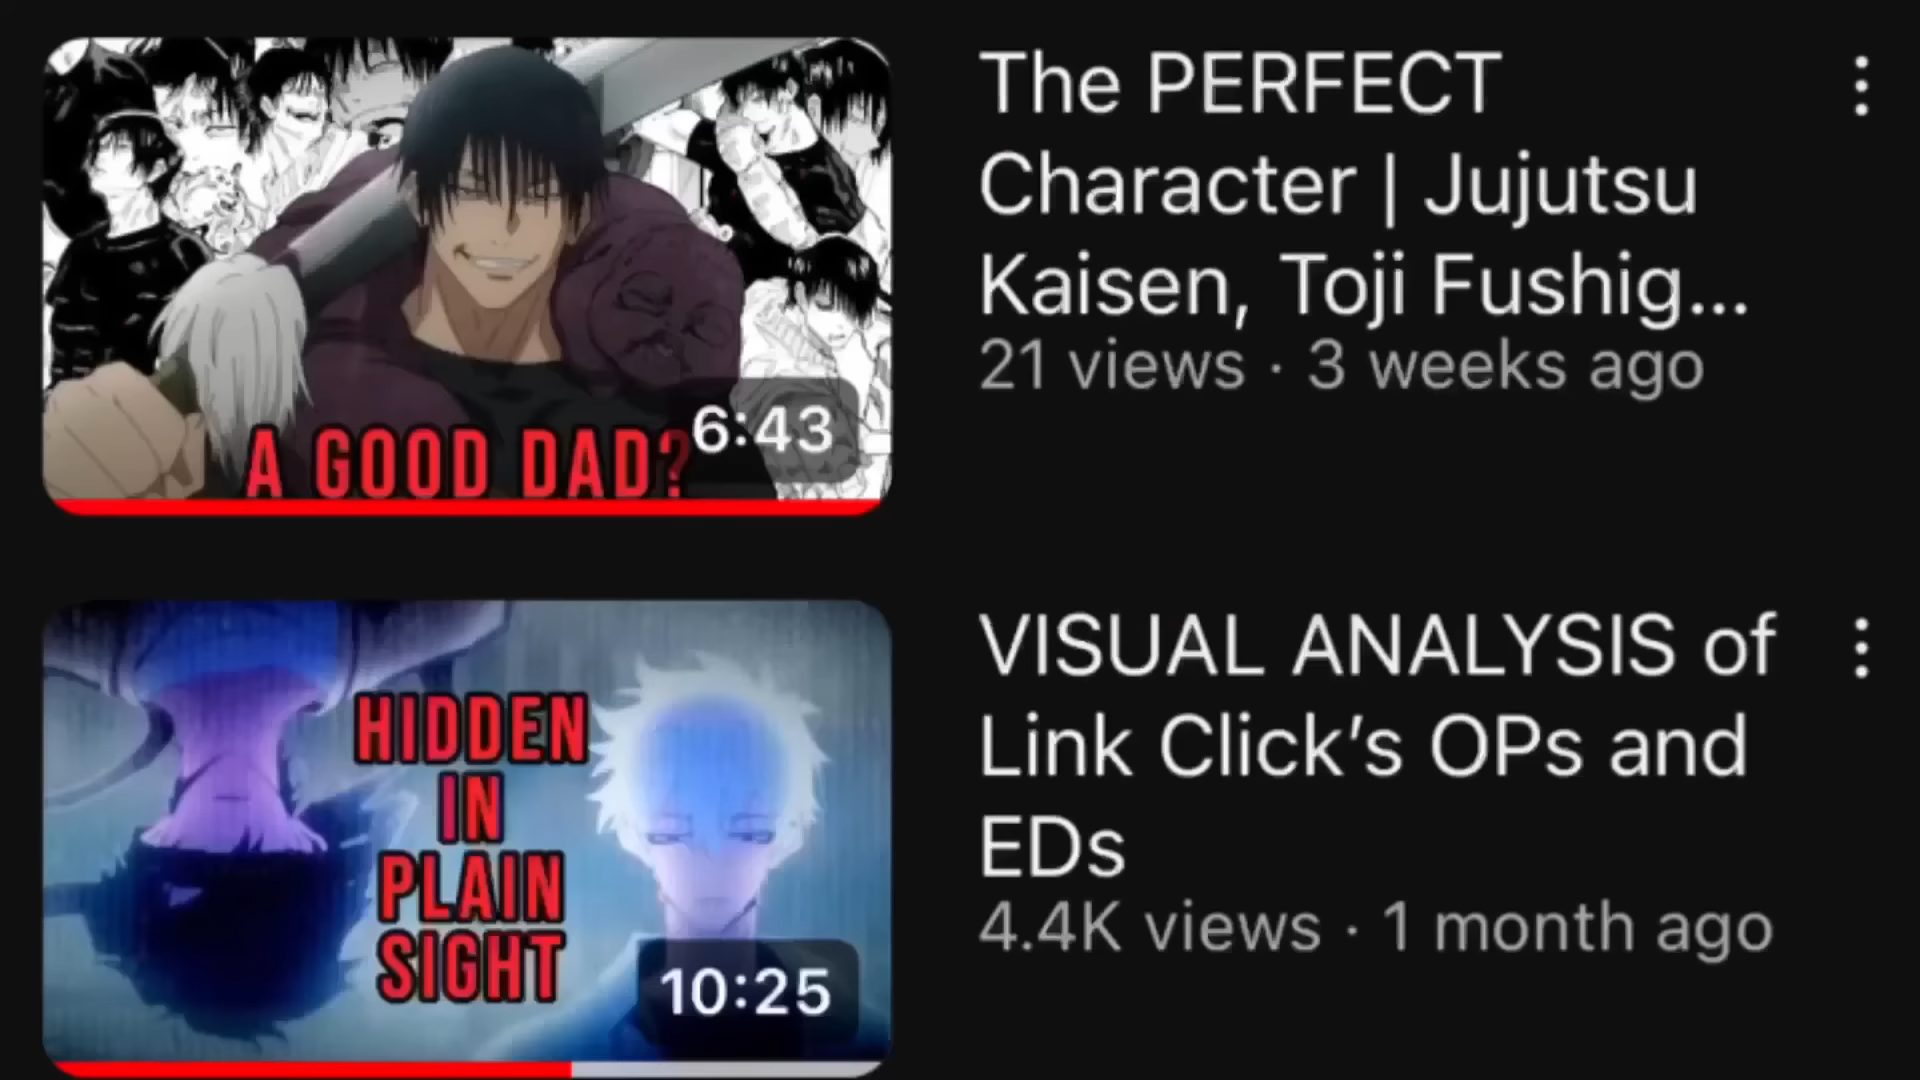 A GOOD DAD?
6:43
The PERFECT
Character | Jujutsu
Kaisen, Toji Fushig...
21 views · 3 weeks ago
HIDDEN
IN
PLAIN
SIGHT
10:25
VISUAL ANALYSIS of
Link Click’s OPs and
EDs
4.4K views · 1 month ago